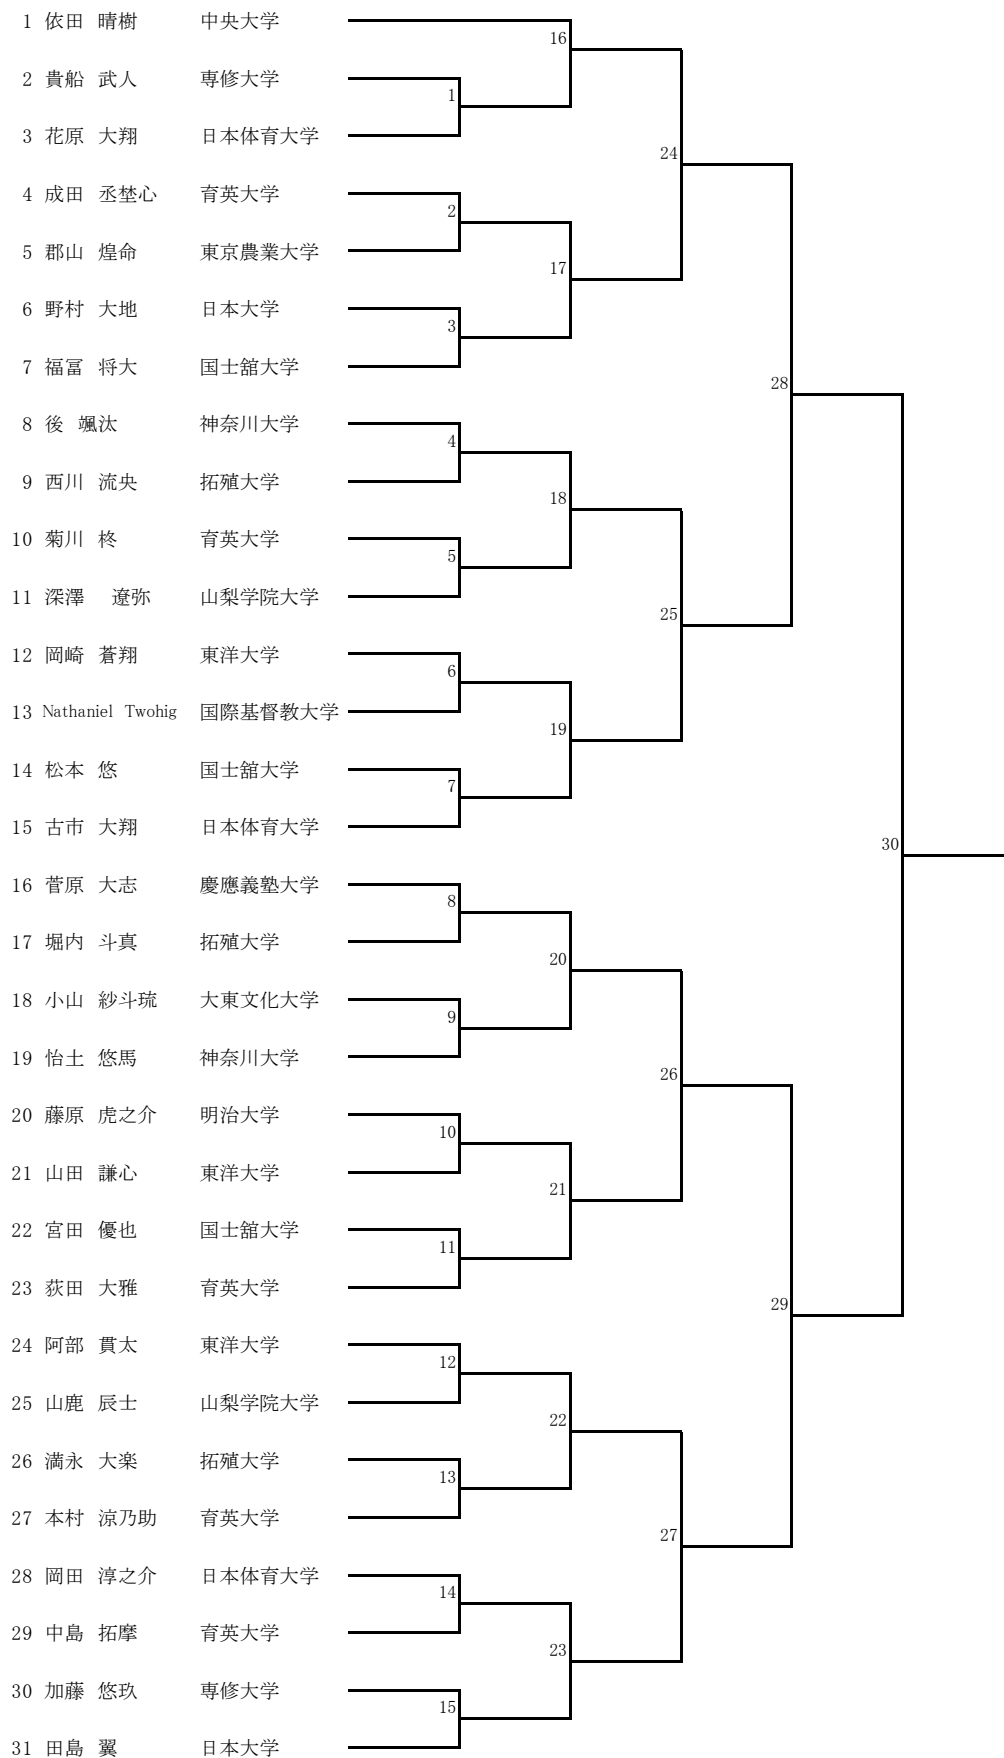 1 依田 晴樹 中央大学
16
2 貴船 武人 専修大学
1
3 花原 大翔 日本体育大学
24
4 成田 丞埜心 育英大学
2
5 郡山 煌命 東京農業大学
17
6 野村 大地 日本大学
3
7 福冨 将大 国士舘大学
28
8 後 颯汰 神奈川大学
4
9 西川 流央 拓殖大学
18
10 菊川 柊 育英大学
5
11 深澤 遼弥 山梨学院大学
25
12 岡崎 蒼翔 東洋大学
6
13 Nathaniel Twohig 国際基督教大学
19
14 松本 悠 国士舘大学
7
15 古市 大翔 日本体育大学
30
16 菅原 大志 慶應義塾大学
8
17 堀内 斗真 拓殖大学
20
18 小山 紗斗琉 大東文化大学
9
19 怡土 悠馬 神奈川大学
26
20 藤原 虎之介 明治大学
10
21 山田 謙心 東洋大学
21
22 宮田 優也 国士舘大学
11
23 荻田 大雅 育英大学
29
24 阿部 貫太 東洋大学
12
25 山鹿 辰士 山梨学院大学
22
26 満永 大楽 拓殖大学
13
27 本村 涼乃助 育英大学
27
28 岡田 淳之介 日本体育大学
14
29 中島 拓摩 育英大学
23
30 加藤 悠玖 専修大学
15
31 田島 翼 日本大学